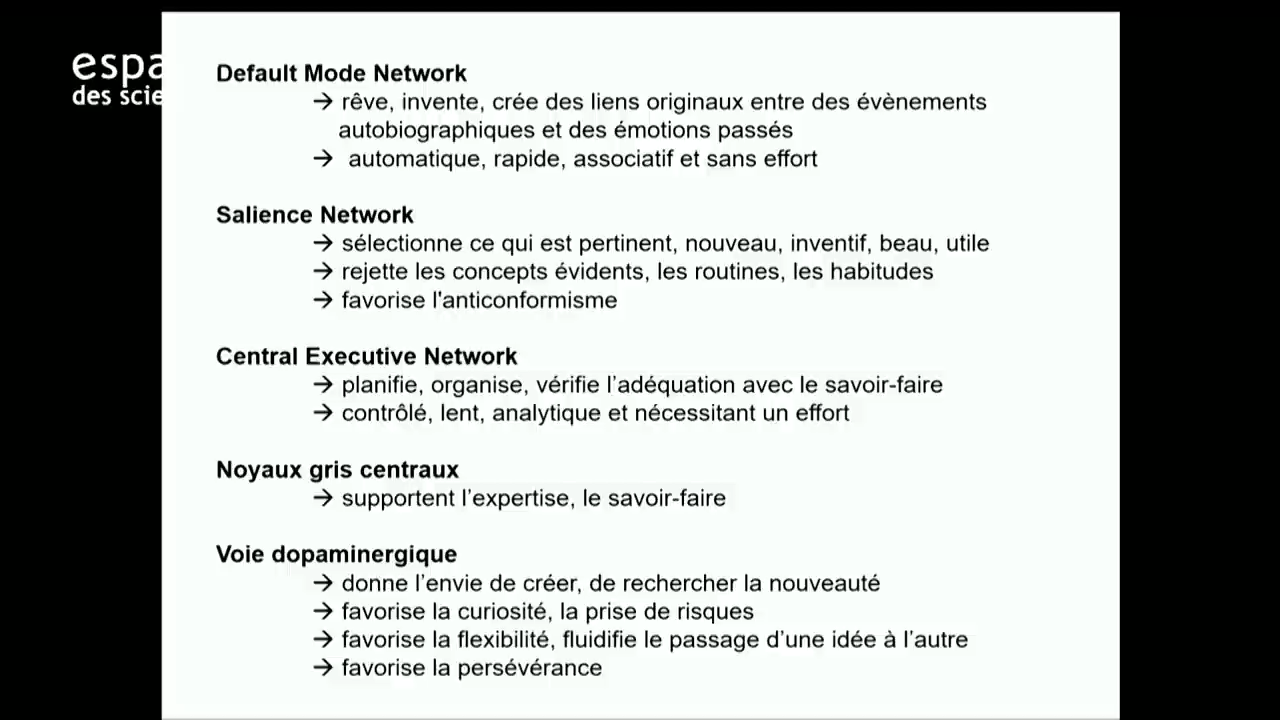 espa
des scie
Default Mode Network
→ rêve, invente, crée des liens originaux entre des évènements
autobiographiques et des émotions passés
→ automatique, rapide, associatif et sans effort
Salience Network
→ sélectionne ce qui est pertinent, nouveau, inventif, beau, utile
→ rejette les concepts évidents, les routines, les habitudes
→ favorise l'anticonformisme
Central Executive Network
→ planifie, organise, vérifie l’adéquation avec le savoir-faire
→ contrôlé, lent, analytique et nécessitant un effort
Noyaux gris centraux
→ supportent l’expertise, le savoir-faire
Voie dopaminergique
→ donne l’envie de créer, de rechercher la nouveauté
→ favorise la curiosité, la prise de risques
→ favorise la flexibilité, fluidifie le passage d’une idée à l’autre
→ favorise la persévérance